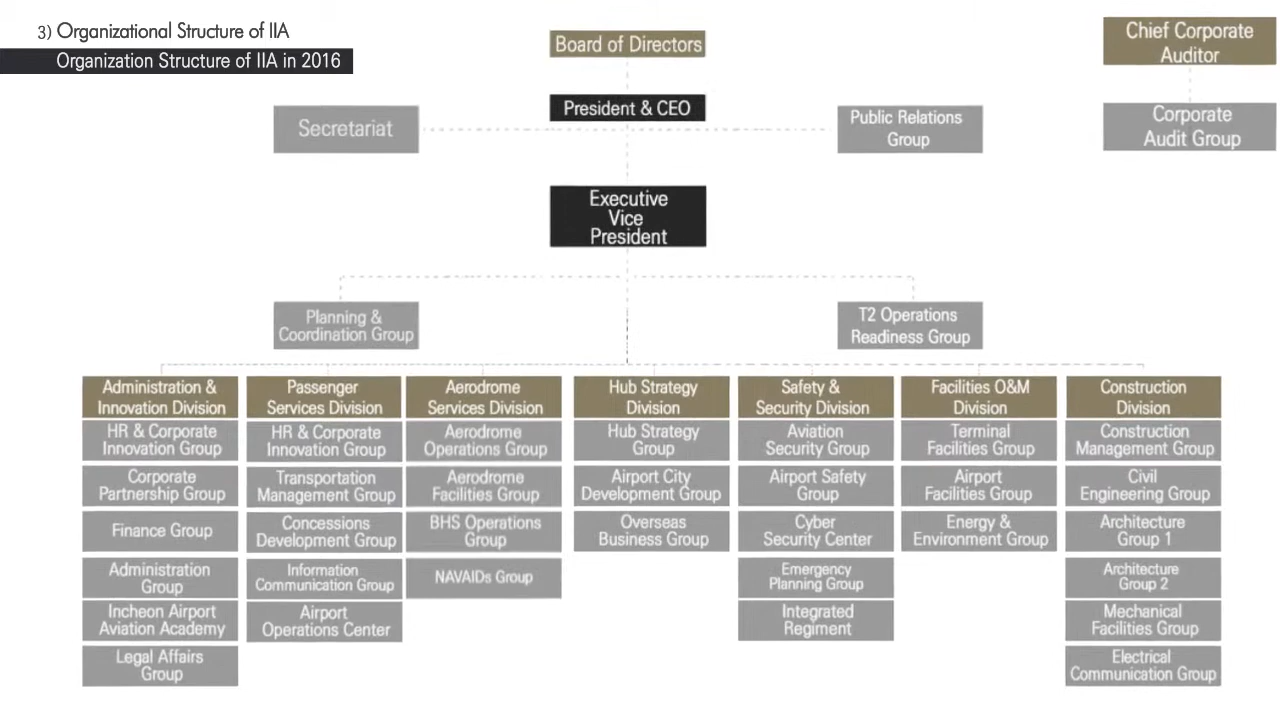 3) Organizational Structure of IIA
Organization Structure of IIA in 2016
Board of Directors
Chief Corporate
Auditor
President & CEO
Secretariat
Public Relations
Group
Corporate
Audit Group
Executive
Vice
President
Planning &
Coordination Group
T2 Operations
Readiness Group
Administration &
Innovation Division
HR & Corporate
Innovation Group
Corporate
Partnership Group
Finance Group
Administration
Group
Incheon Airport
Aviation Academy
Legal Affairs
Group
Passenger
Services Division
HR & Corporate
Innovation Group
Transportation
Management Group
Concessions
Development Group
Information
Communication Group
Airport
Operations Center
Aerodrome
Services Division
Aerodrome
Operations Group
Aerodrome
Facilities Group
BHS Operations
Group
NAVAIDs Group
Hub Strategy
Division
Hub Strategy
Group
Airport City
Development Group
Overseas
Business Group
Safety &
Security Division
Aviation
Security Group
Airport Safety
Group
Cyber
Security Center
Emergency
Planning Group
Integrated
Regiment
Facilities O&M
Division
Terminal
Facilities Group
Airport
Facilities Group
Energy &
Environment Group
Construction
Division
Construction
Management Group
Civil
Engineering Group
Architecture
Group 1
Architecture
Group 2
Mechanical
Facilities Group
Electrical
Communication Group